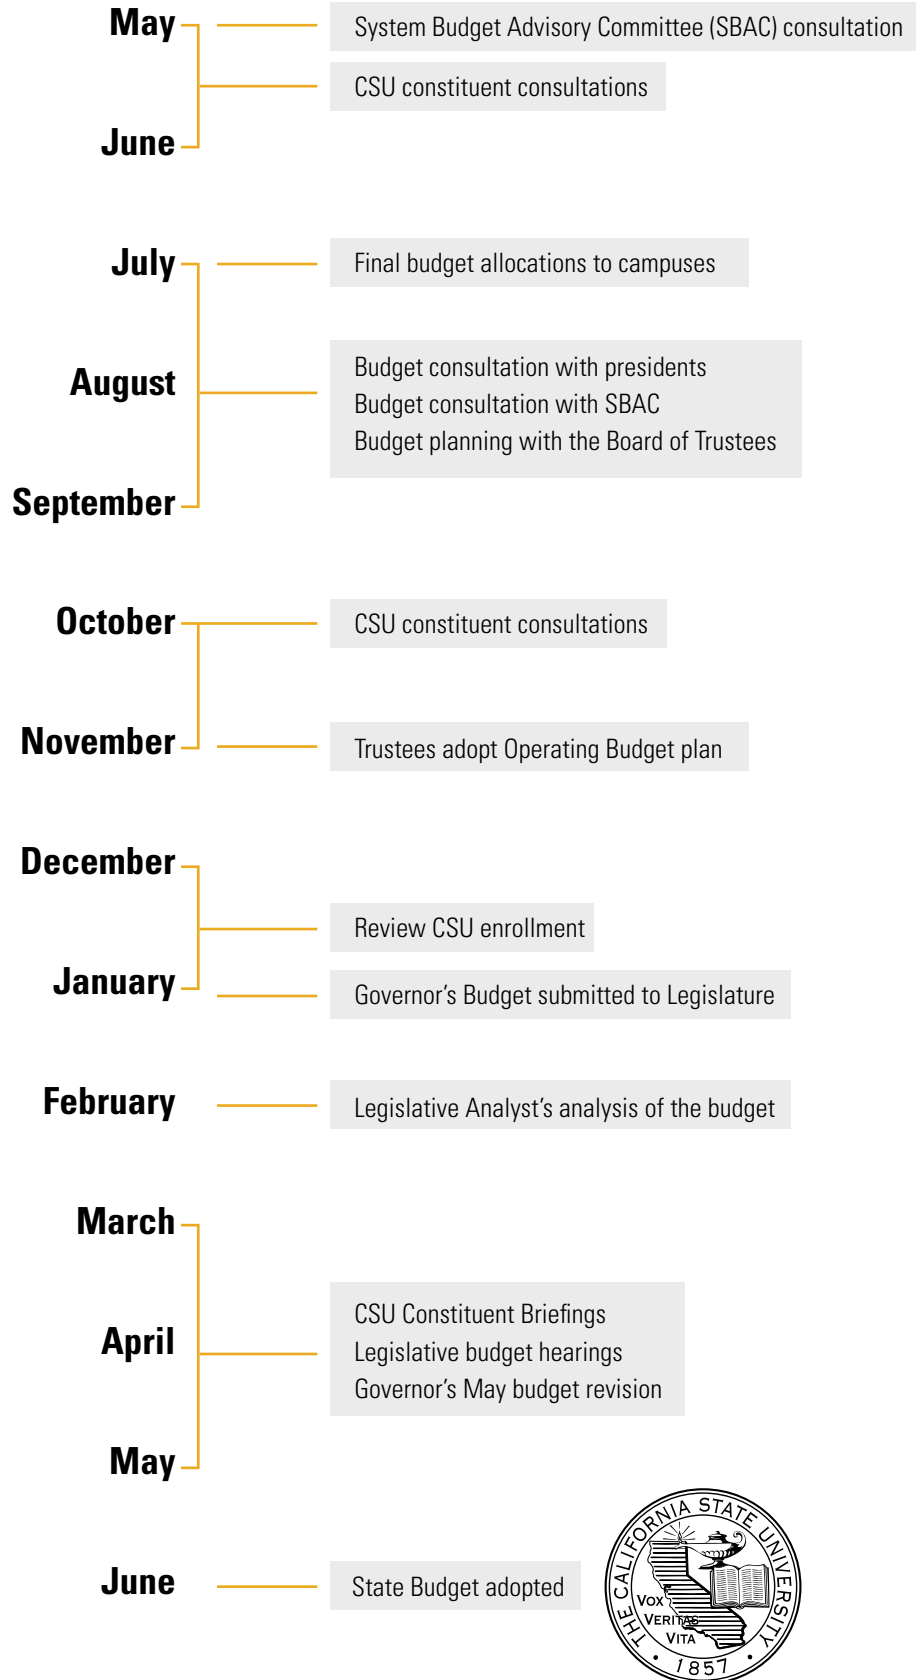 May
System Budget Advisory Committee (SBAC) consultation
CSU constituent consultations
June
July
Final budget allocations to campuses
August
Budget consultation with presidents
Budget consultation with SBAC
Budget planning with the Board of Trustees
September
October
CSU constituent consultations
November
Trustees adopt Operating Budget plan
December
Review CSU enrollment
January
Governor’s Budget submitted to Legislature
February
Legislative Analyst’s analysis of the budget
March
April
CSU Constituent Briefings
Legislative budget hearings
Governor’s May budget revision
May
June
State Budget adopted
THE CALIFORNIA STATE UNIVERSITY
VOX
VERITAS
VITA
• 1857 •